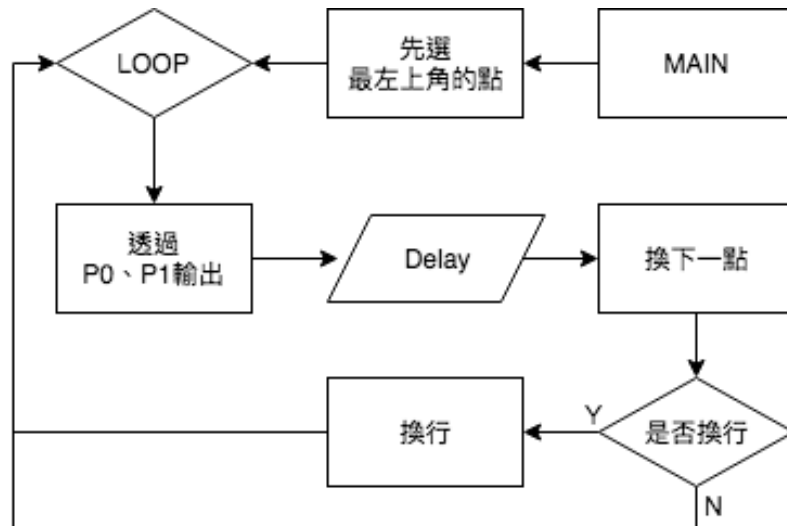 LOOP
先選
最左上角的點
MAIN
透過
P0、P1輸出
Delay
換下一點
換行
Y
是否換行
N